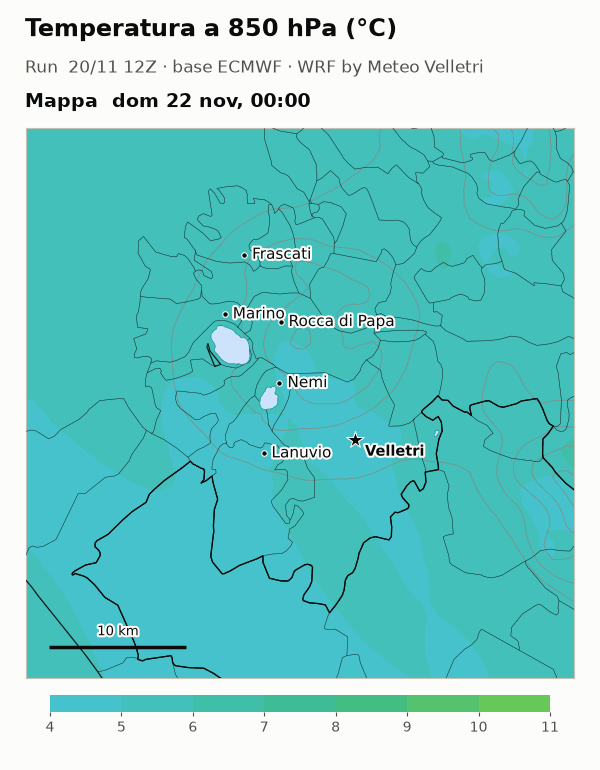 Temperatura a 850 hPa (°C)
Run  20/11 12Z · base ECMWF · WRF by Meteo Velletri
Mappa  dom 22 nov, 00:00
Frascati
Marino
Rocca di Papa
Nemi
Velletri
Lanuvio
10 km
4 5 6 7 8 9 10 11